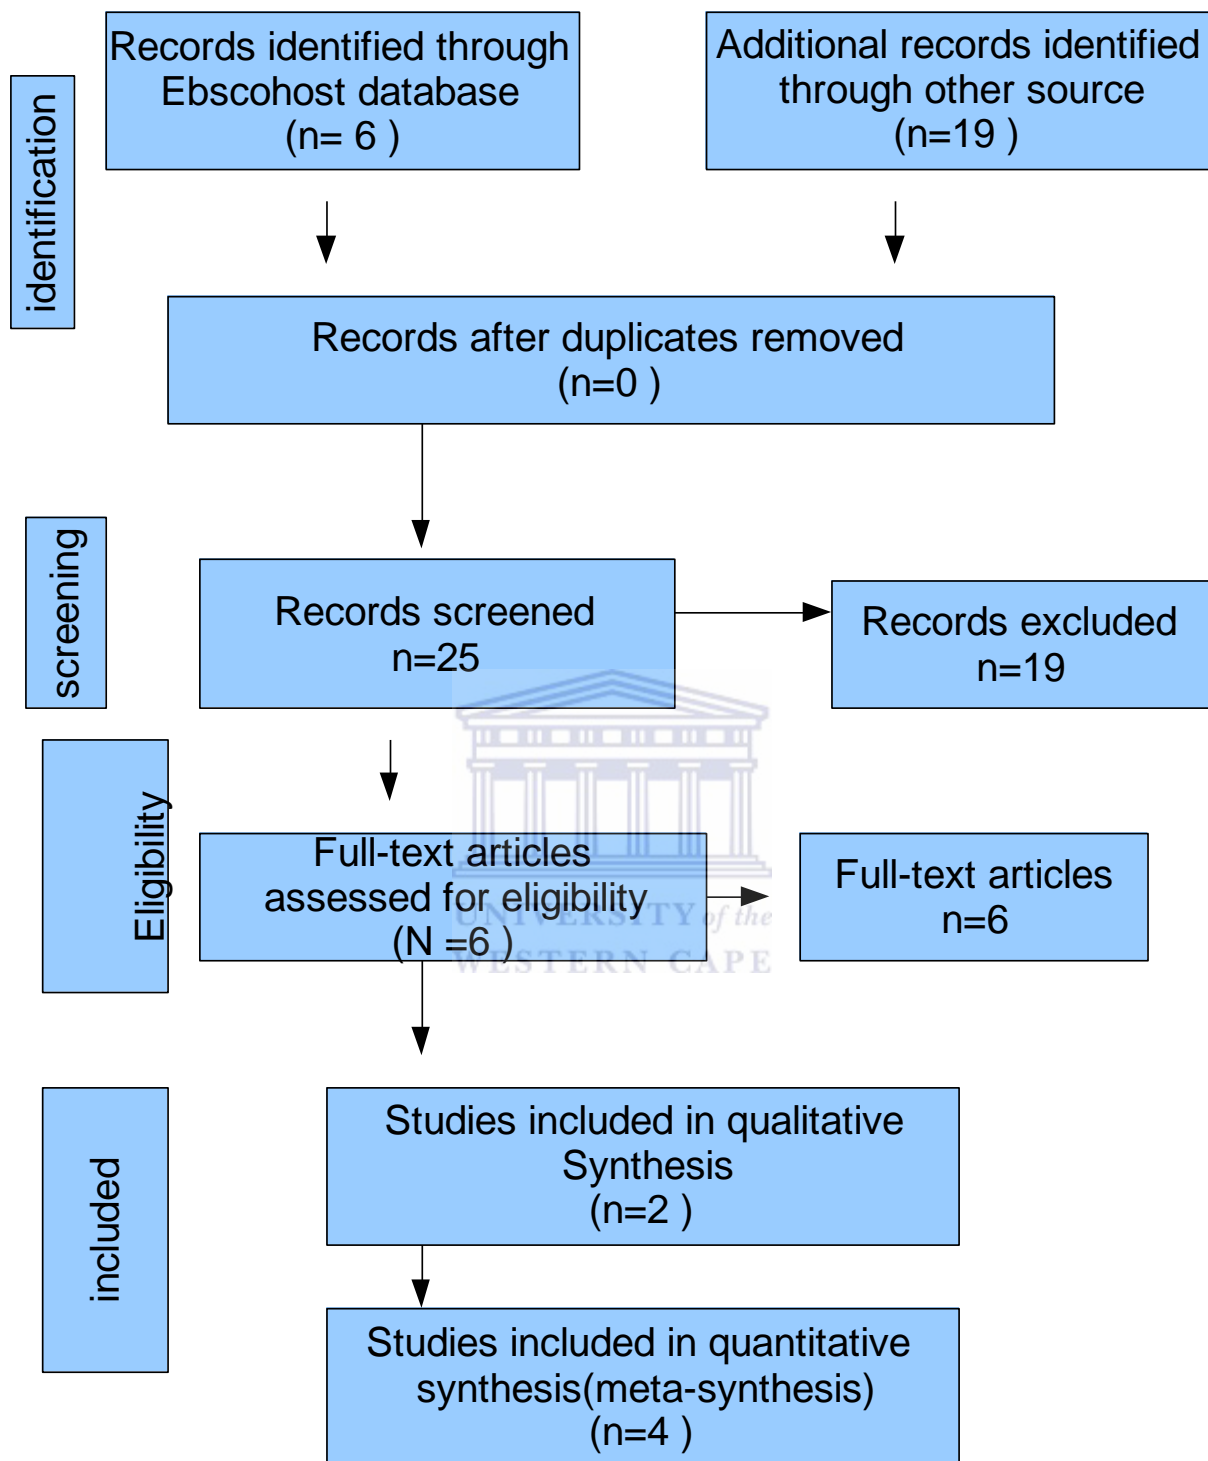 Records identified through
Ebscohost database
(n= 6 )
Additional records identified
through other source
(n=19 )
identification
Records after duplicates removed
(n=0 )
screening
Records screened
n=25
Records excluded
n=19
Eligibility
Full-text articles
assessed for eligibility
(N =6 )
Full-text articles
n=6
UNIVERSITY of the
WESTERN CAPE
included
Studies included in qualitative
Synthesis
(n=2 )
Studies included in quantitative
synthesis(meta-synthesis)
(n=4 )